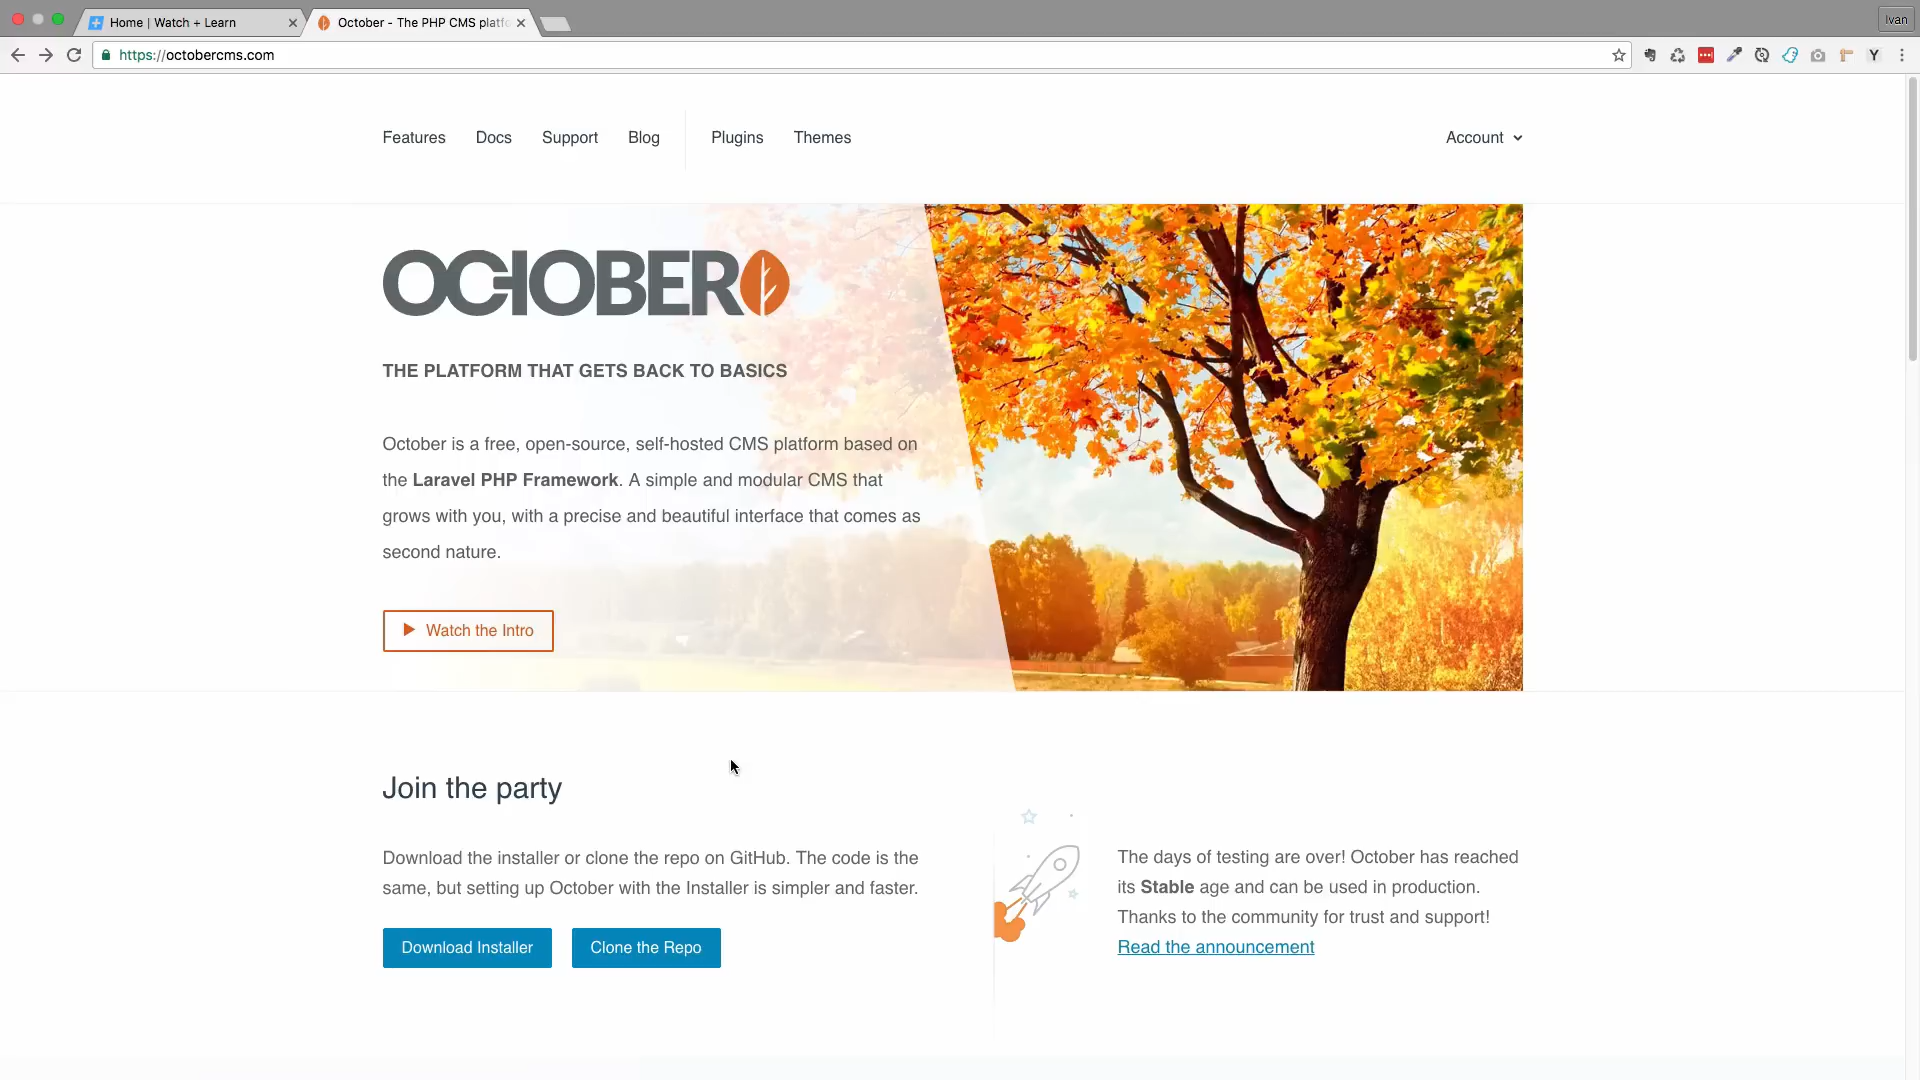 Home | Watch + Learn
October - The PHP CMS platfo
Ivan
https://octobercms.com
Features
Docs
Support
Blog
Plugins
Themes
Account
OCTOBER
THE PLATFORM THAT GETS BACK TO BASICS
October is a free, open-source, self-hosted CMS platform based on
the Laravel PHP Framework. A simple and modular CMS that
grows with you, with a precise and beautiful interface that comes as
second nature.
Watch the Intro
Join the party
Download the installer or clone the repo on GitHub. The code is the
same, but setting up October with the Installer is simpler and faster.
Download Installer
Clone the Repo
The days of testing are over! October has reached
its Stable age and can be used in production.
Thanks to the community for trust and support!
Read the announcement